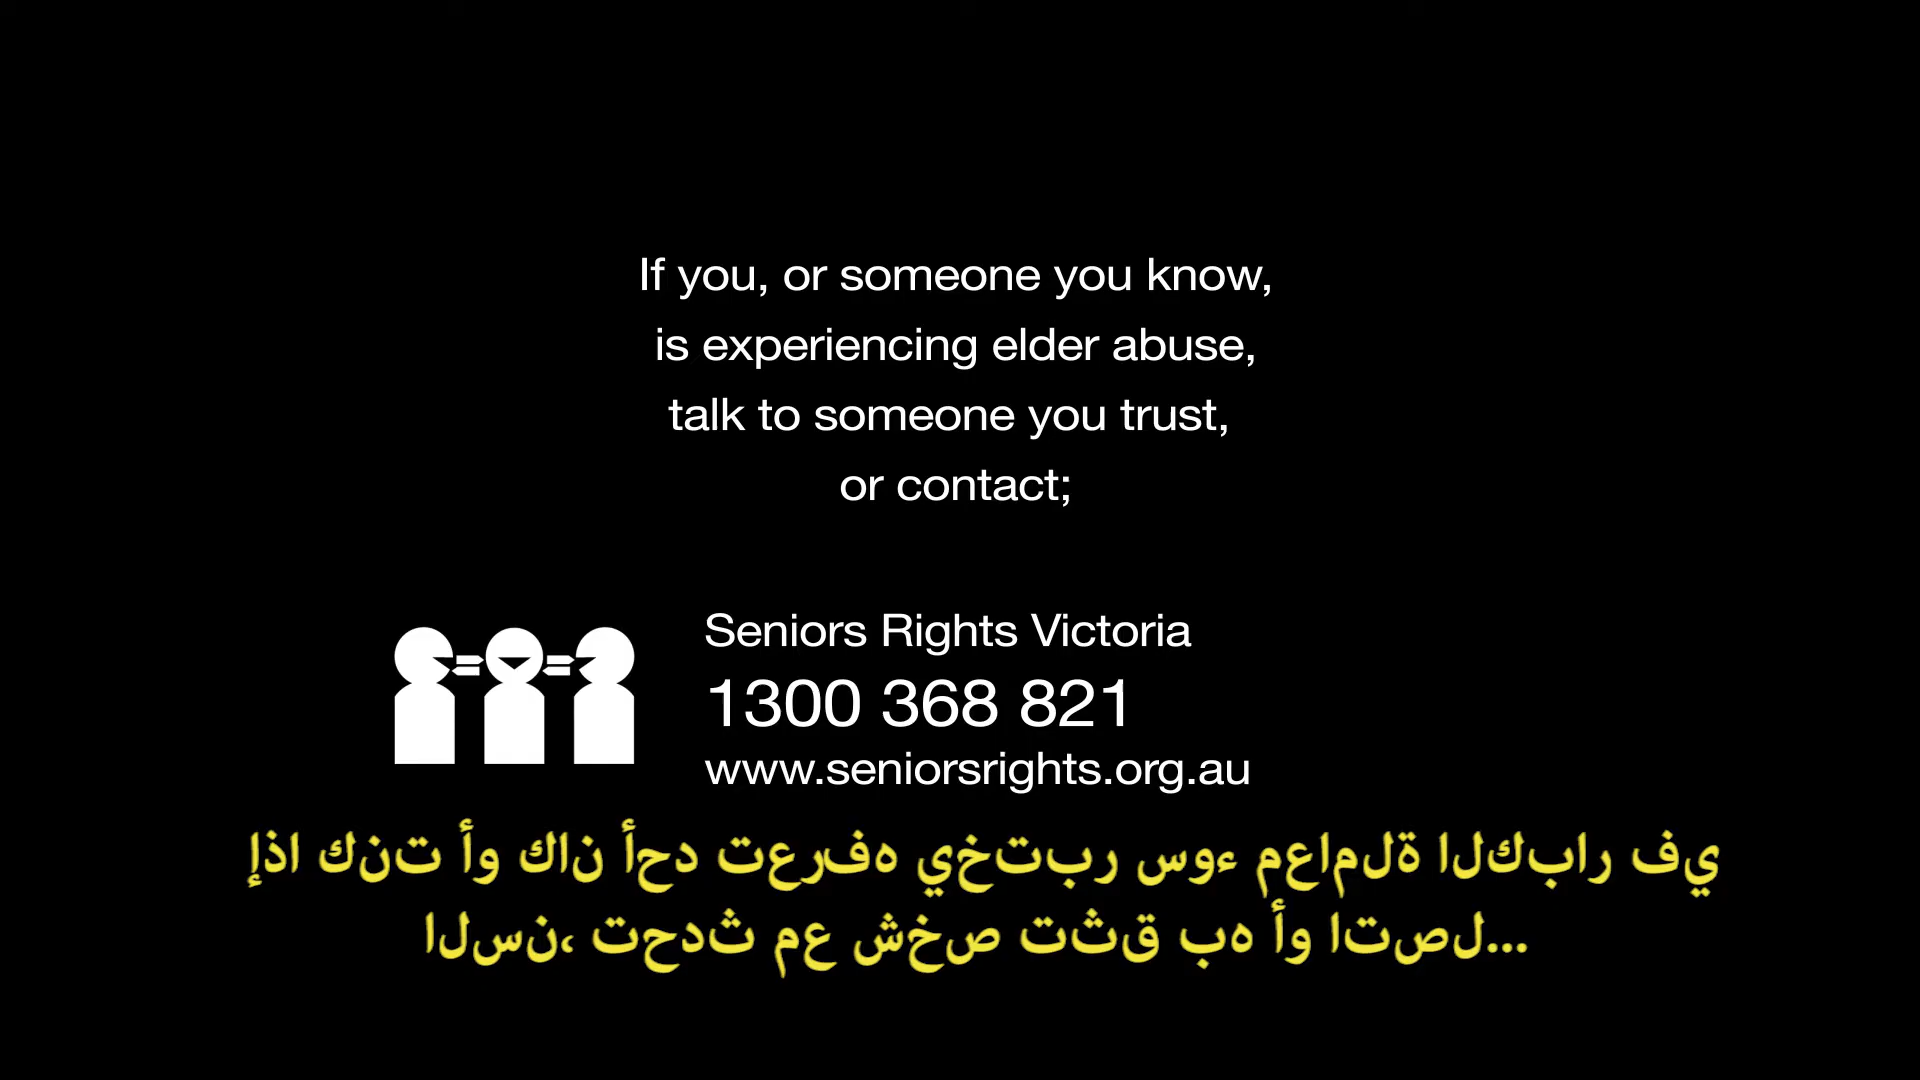 If you, or someone you know,
is experiencing elder abuse,
talk to someone you trust,
or contact;
Seniors Rights Victoria
1300 368 821
www.seniorsrights.org.au
إذا كنت أو كان أحد تعرفه يختبر سوء معاملة الكبار في
السن، تحدث مع شخص تثق به أو اتصل...